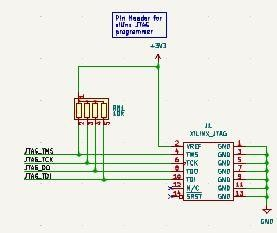 Pin Header for
xilinx JTAG
programmer
+3V3
RN1
10K
J1
XILINX_JTAG
2 VREF GND 1
JTAG_TMS 4 TMS GND 3
JTAG_TCK 6 TCK GND 5
JTAG_DO 8 TDO GND 7
JTAG_TDI 10 TDI GND 9
12 N/C GND 11
14 SRST GND 13
GND